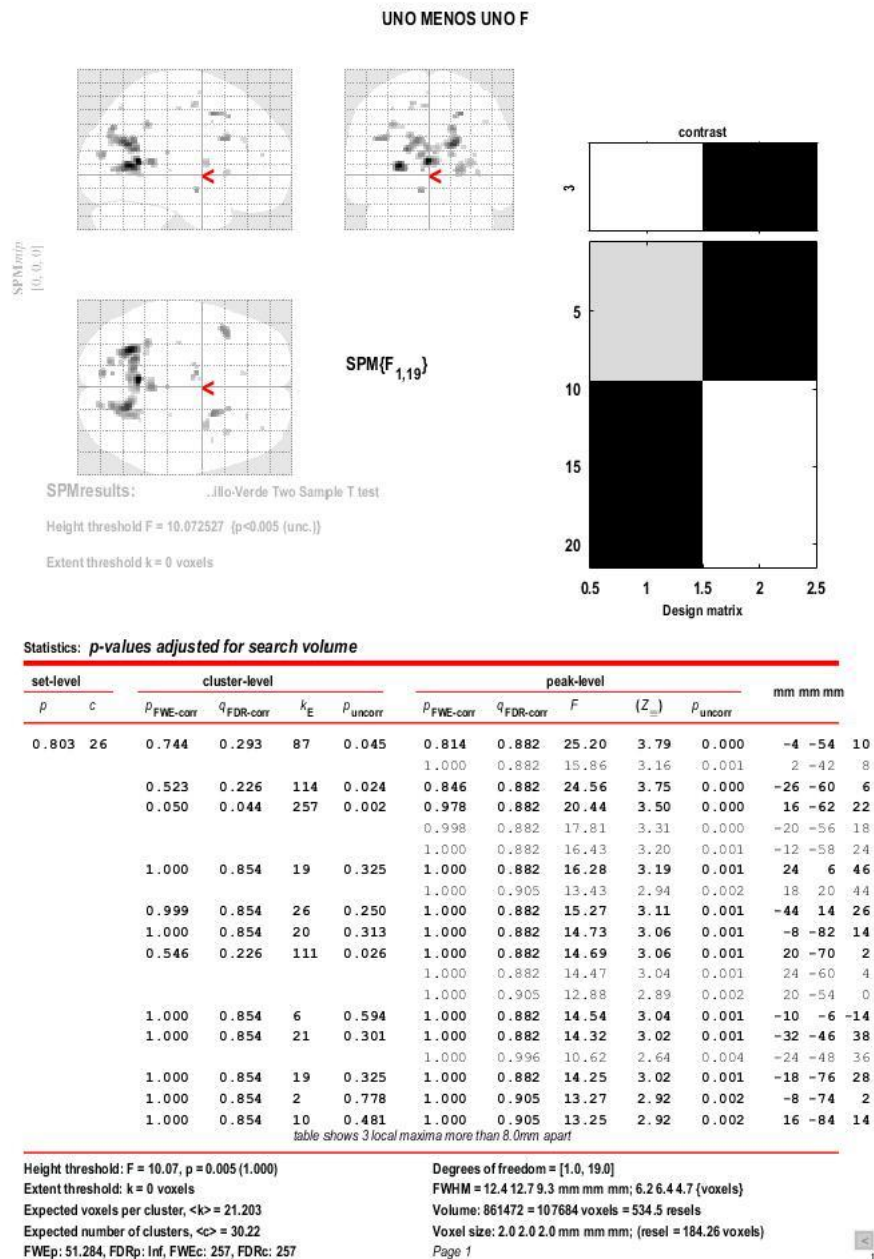 UNO MENOS UNO F
SPMmip
[0, 0, 0]
<
<
<
SPM{F1,19}
SPMresults: ..illo-Verde Two Sample T test
Height threshold F = 10.072527 {p<0.005 (unc.)}
Extent threshold k = 0 voxels
contrast
3
5
10
15
20
0.5 1 1.5 2 2.5
Design matrix
Statistics: p-values adjusted for search volume
set-level cluster-level peak-level mm mm mm
p c pFWE-corr qFDR-corr kE puncorr pFWE-corr qFDR-corr F (Z≡) puncorr
0.803 26 0.744 0.293 87 0.045 0.814 0.882 25.20 3.79 0.000 -4 -54 10
1.000 0.882 15.86 3.16 0.001 2 -42 8
0.523 0.226 114 0.024 0.846 0.882 24.56 3.75 0.000 -26 -60 6
0.050 0.044 257 0.002 0.978 0.882 20.44 3.50 0.000 16 -62 22
0.998 0.882 17.81 3.31 0.000 -20 -56 18
1.000 0.882 16.43 3.20 0.001 -12 -58 24
1.000 0.854 19 0.325 1.000 0.882 16.28 3.19 0.001 24 6 46
1.000 0.905 13.43 2.94 0.002 18 20 44
0.999 0.854 26 0.250 1.000 0.882 15.27 3.11 0.001 -44 14 26
1.000 0.854 20 0.313 1.000 0.882 14.73 3.06 0.001 -8 -82 14
0.546 0.226 111 0.026 1.000 0.882 14.69 3.06 0.001 20 -70 2
1.000 0.882 14.47 3.04 0.001 24 -60 4
1.000 0.905 12.88 2.89 0.002 20 -54 0
1.000 0.854 6 0.594 1.000 0.882 14.54 3.04 0.001 -10 -6 -14
1.000 0.854 21 0.301 1.000 0.882 14.32 3.02 0.001 -32 -46 38
1.000 0.996 10.62 2.64 0.004 -24 -48 36
1.000 0.854 19 0.325 1.000 0.882 14.25 3.02 0.001 -18 -76 28
1.000 0.854 2 0.778 1.000 0.905 13.27 2.92 0.002 -8 -74 2
1.000 0.854 10 0.481 1.000 0.905 13.25 2.92 0.002 16 -84 14
table shows 3 local maxima more than 8.0mm apart
Height threshold: F = 10.07, p = 0.005 (1.000)
Extent threshold: k = 0 voxels
Expected voxels per cluster, <k> = 21.203
Expected number of clusters, <c> = 30.22
FWEp: 51.284, FDRp: Inf, FWEc: 257, FDRc: 257
Degrees of freedom = [1.0, 19.0]
FWHM = 12.4 12.7 9.3 mm mm mm; 6.2 6.4 4.7 {voxels}
Volume: 861472 = 107684 voxels = 534.5 resels
Voxel size: 2.0 2.0 2.0 mm mm mm; (resel = 184.26 voxels)
Page 1
<
1